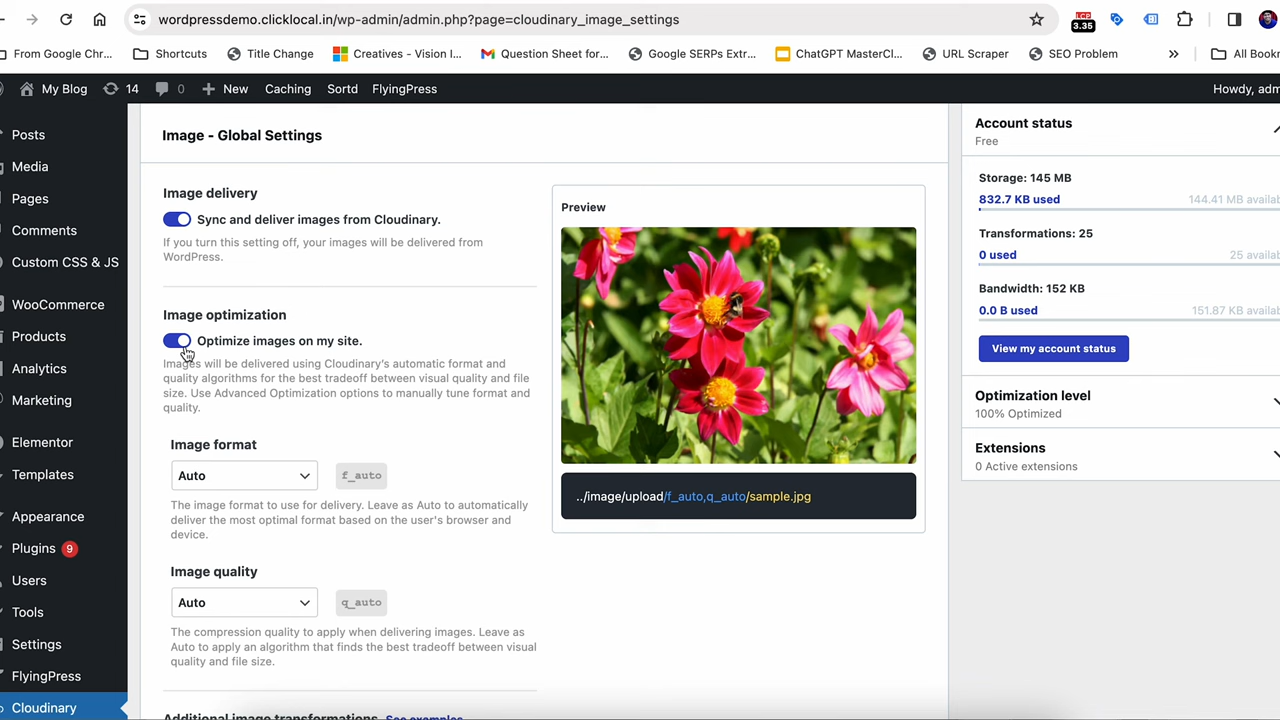 wordpressdemo.clicklocal.in/wp-admin/admin.php?page=cloudinary_image_settings
LCP
3.35
From Google Chr...
Shortcuts
Title Change
Creatives - Vision I...
Question Sheet for...
Google SERPs Extr...
ChatGPT MasterCl...
URL Scraper
SEO Problem
»
All Bookr
My Blog
14
0
New
Caching
Sortd
FlyingPress
Howdy, adm
Posts
Media
Pages
Comments
Custom CSS & JS
WooCommerce
Products
Analytics
Marketing
Elementor
Templates
Appearance
Plugins 9
Users
Tools
Settings
FlyingPress
Cloudinary
Image - Global Settings
Image delivery
Sync and deliver images from Cloudinary.
If you turn this setting off, your images will be delivered from
WordPress.
Image optimization
Optimize images on my site.
Images will be delivered using Cloudinary's automatic format and
quality algorithms for the best tradeoff between visual quality and file
size. Use Advanced Optimization options to manually tune format and
quality.
Image format
Auto
f_auto
The image format to use for delivery. Leave as Auto to automatically
deliver the most optimal format based on the user's browser and
device.
Image quality
Auto
q_auto
The compression quality to apply when delivering images. Leave as
Auto to apply an algorithm that finds the best tradeoff between visual
quality and file size.
Additional image transformations See examples
Preview
../image/upload/f_auto,q_auto/sample.jpg
Account status
Free
Storage: 145 MB
832.7 KB used
144.41 MB availab
Transformations: 25
0 used
25 availab
Bandwidth: 152 KB
0.0 B used
151.87 KB availab
View my account status
Optimization level
100% Optimized
Extensions
0 Active extensions